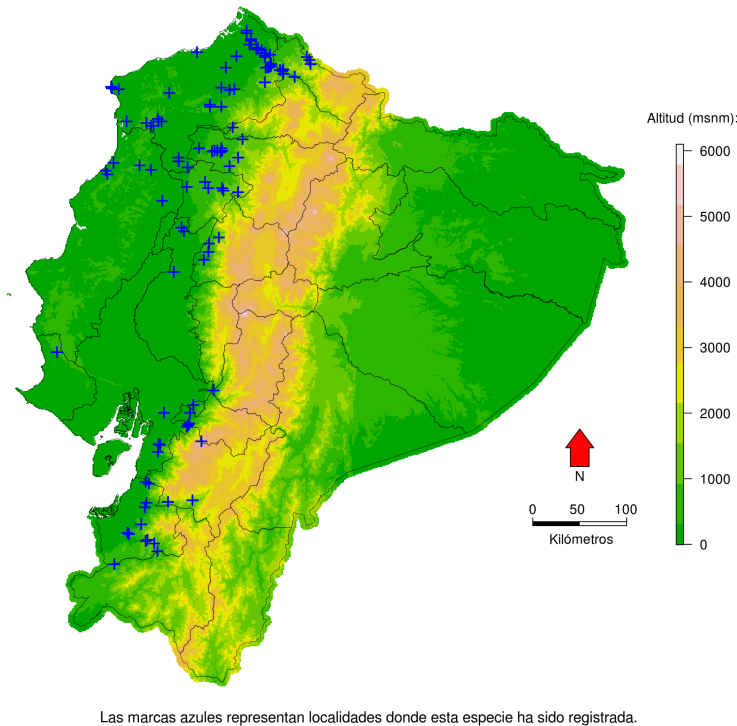 Altitud (msnm):
6000
5000
4000
3000
2000
1000
0
N
0 50 100
Kilómetros
Las marcas azules representan localidades donde esta especie ha sido registrada.